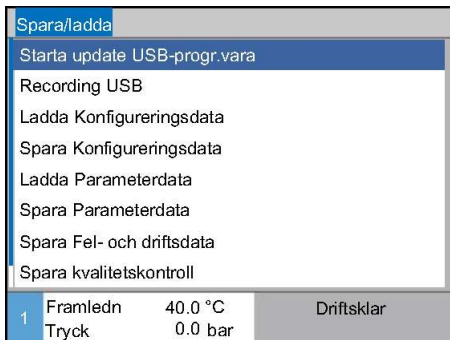 Spara/ladda
Starta update USB-progr.vara
Recording USB
Ladda Konfigureringsdata
Spara Konfigureringsdata
Ladda Parameterdata
Spara Parameterdata
Spara Fel- och driftsdata
Spara kvalitetskontroll
1 Framledn 40.0 °C Driftsklar
Tryck 0.0 bar